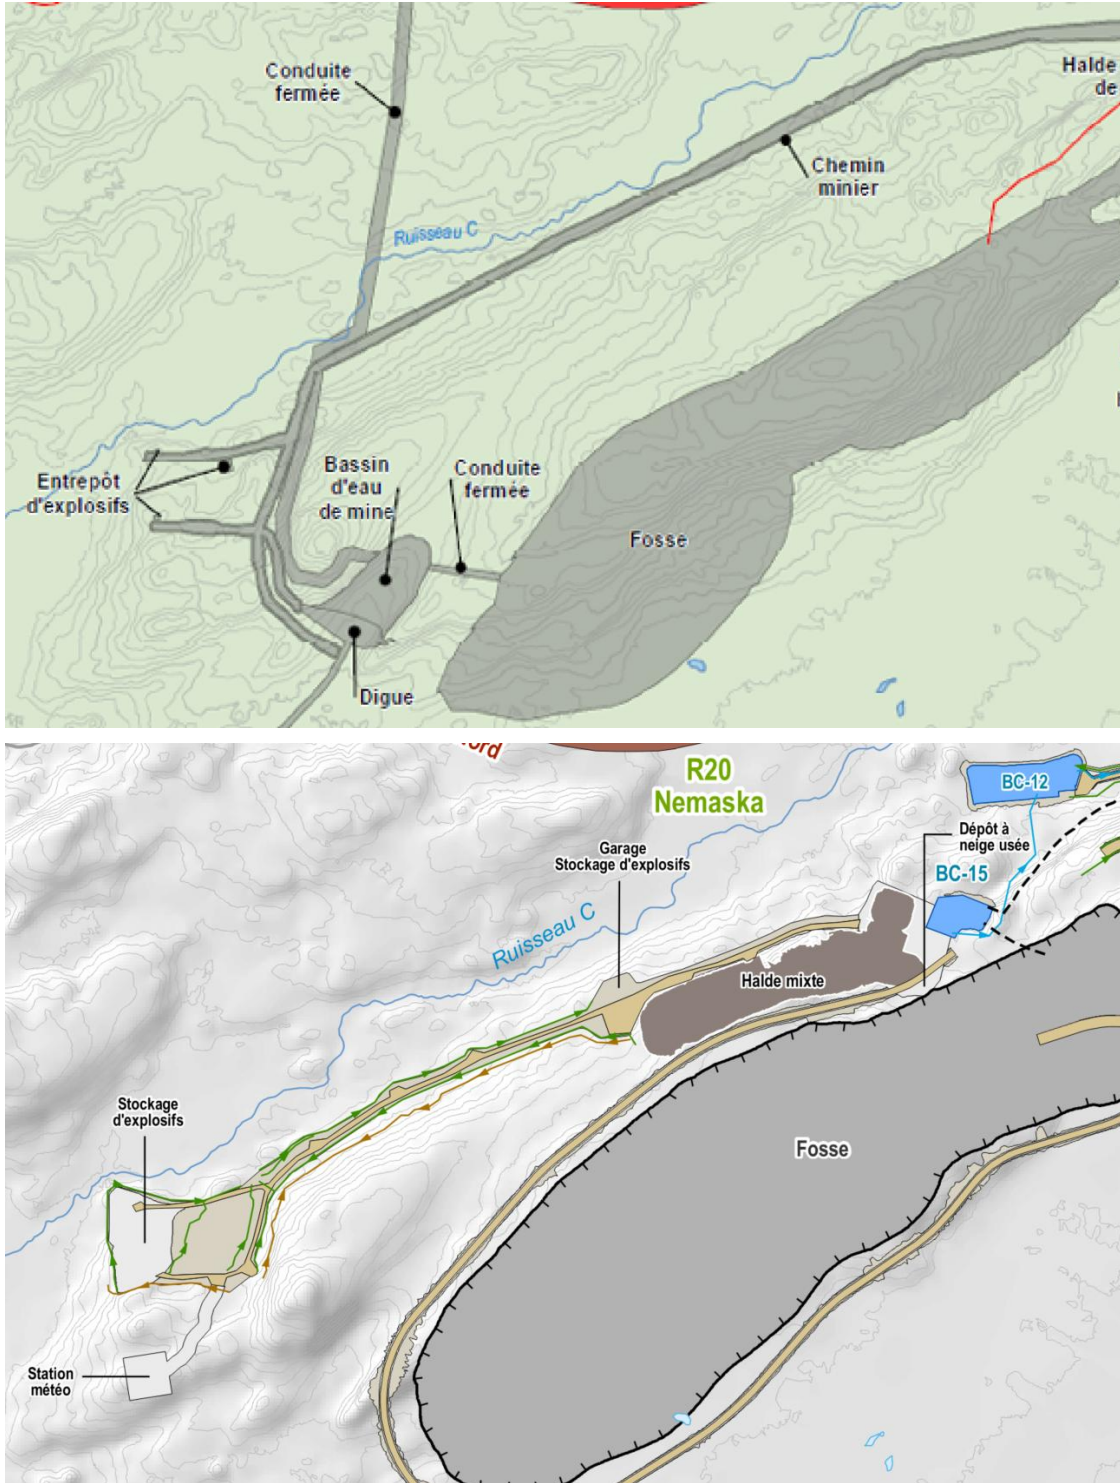 Conduite
fermée
Halde
de
Chemin
minier
Ruisseau C
Entrepôt
d'explosifs
Bassin
d'eau
de mine
Conduite
fermée
Fosse
Digue
ord
R20
Nemaska
BC-12
Garage
Stockage d'explosifs
Dépôt à
neige usée
BC-15
Ruisseau C
Halde mixte
Stockage
d'explosifs
Fosse
Station
météo